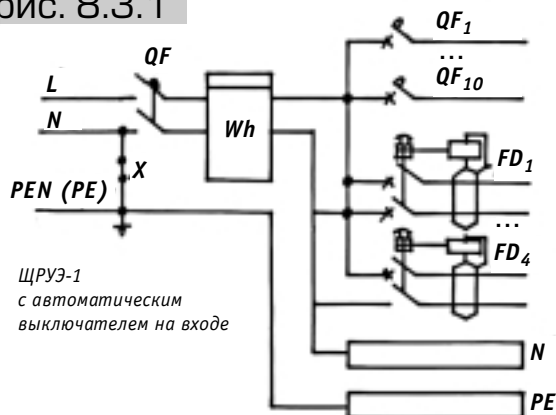 рис. 8.3.1
QF
L
N
Wh
X
PEN (PE)
ЩРУЭ-1
с автоматическим
выключателем на входе
QF1
...
QF10
FD1
...
FD4
N
PE